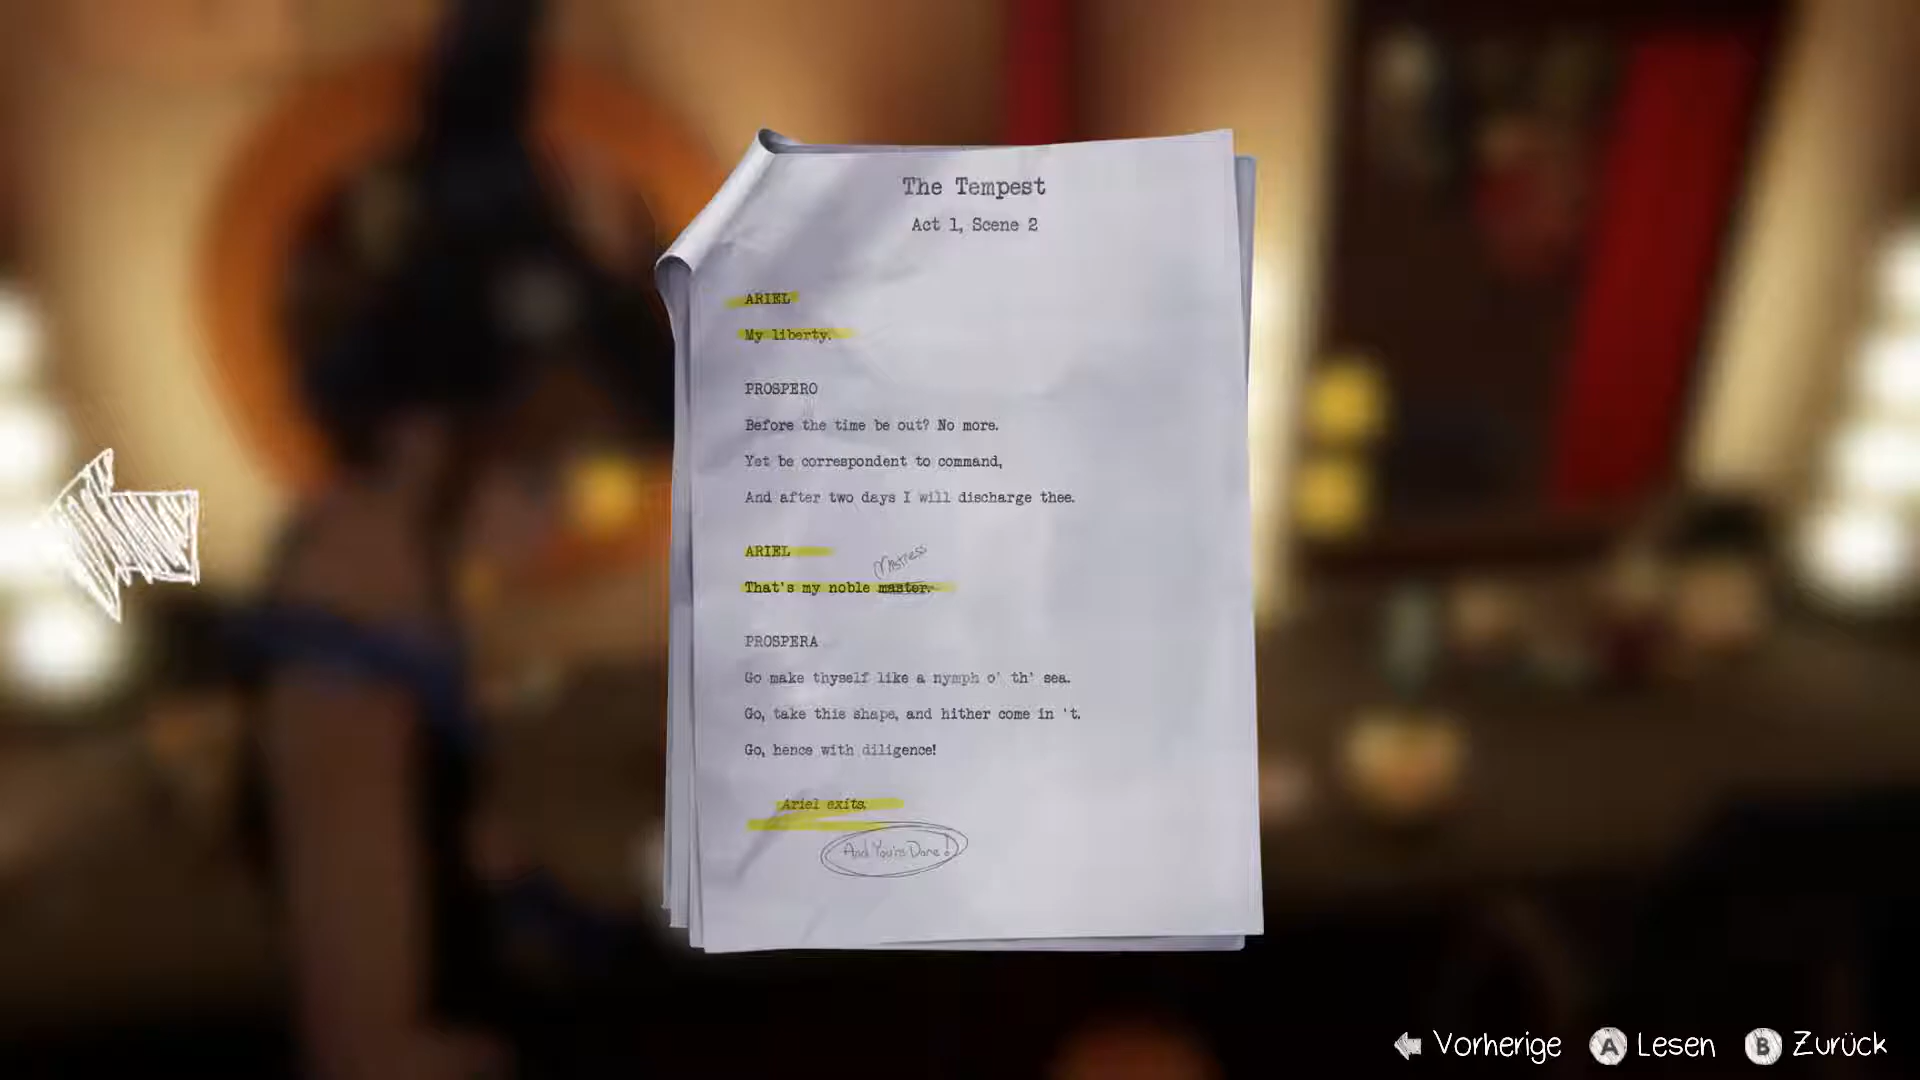 The Tempest
Act 1, Scene 2
ARIEL
My liberty.
PROSPERO
Before the time be out? No more.
Yet be correspondent to command,
And after two days I will discharge thee.
ARIEL
Mistress
That's my noble master.
PROSPERA
Go make thyself like a nymph o' th' sea.
Go, take this shape, and hither come in 't.
Go, hence with diligence!
Ariel exits.
And You're Done!
Vorherige A Lesen B Zurück